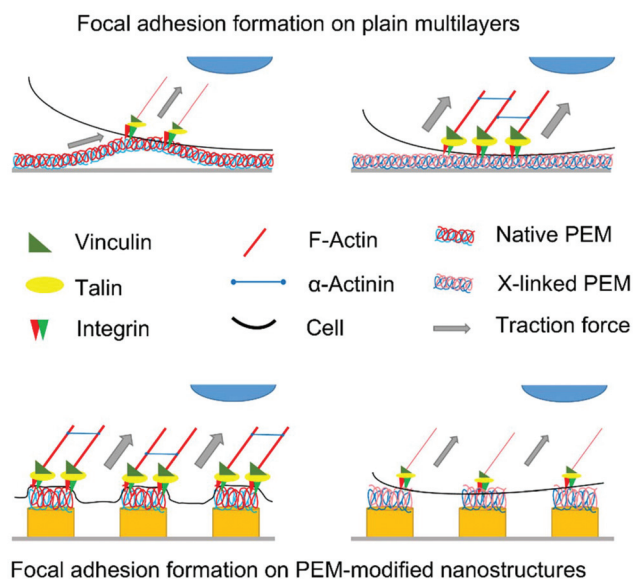 Focal adhesion formation on plain multilayers
Vinculin
F-Actin
Native PEM
Talin
α-Actinin
X-linked PEM
Integrin
Cell
Traction force
Focal adhesion formation on PEM-modified nanostructures